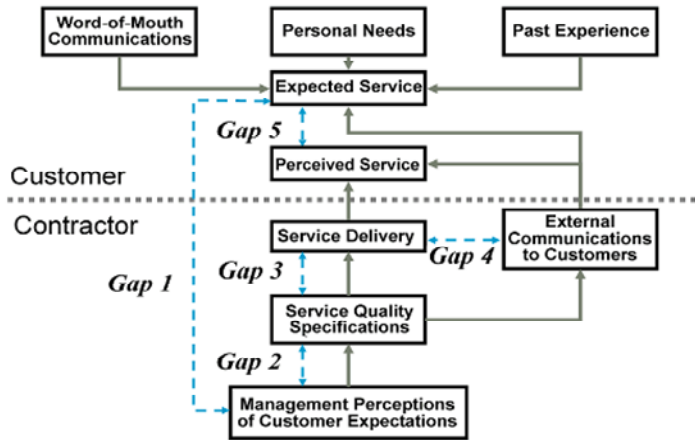 Word-of-Mouth
Communications
Personal Needs
Past Experience
Expected Service
Gap 5
Perceived Service
Customer
Contractor
Service Delivery
External
Communications
to Customers
Gap 4
Gap 3
Gap 1
Service Quality
Specifications
Gap 2
Management Perceptions
of Customer Expectations